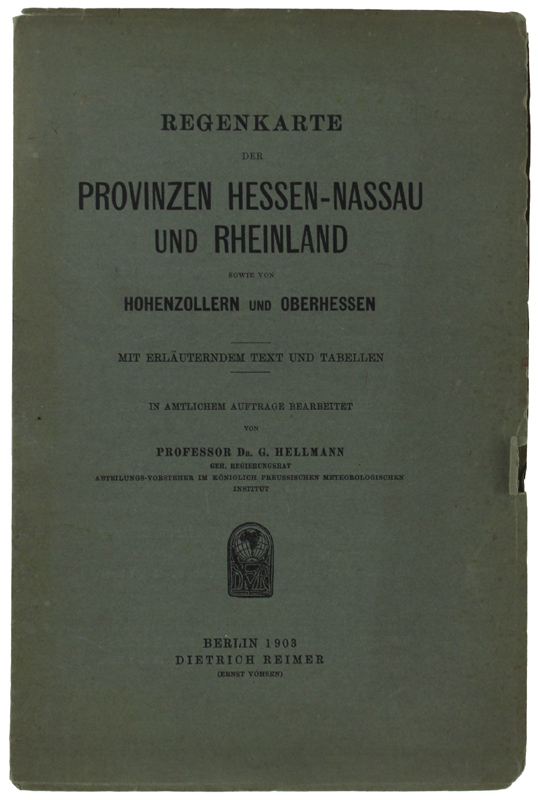 REGENKARTE
DER
PROVINZEN HESSEN-NASSAU
UND RHEINLAND
SOWIE VON
HOHENZOLLERN UND OBERHESSEN
MIT ERLÄUTERNDEM TEXT UND TABELLEN
IN AMTLICHEM AUFTRAGE BEARBEITET
VON
PROFESSOR DR. G. HELLMANN
GEH. REGIERUNGSRAT
ABTEILUNGS-VORSTEHER IM KÖNIGLICH PREUSSISCHEN METEOROLOGISCHEN
INSTITUT
BERLIN 1903
DIETRICH REIMER
(ERNST VOHSEN)